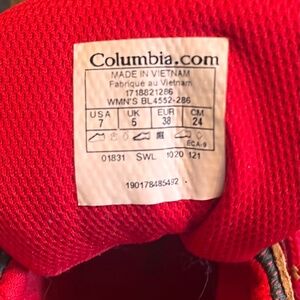 Columbia.com
MADE IN VIETNAM
Fabriqué au Vietnam
1718821286
WMN'S BL4552-286
USA UK EUR CM
7 5 38 24
ECA-9
01831 SWL 1020 121
190178485492